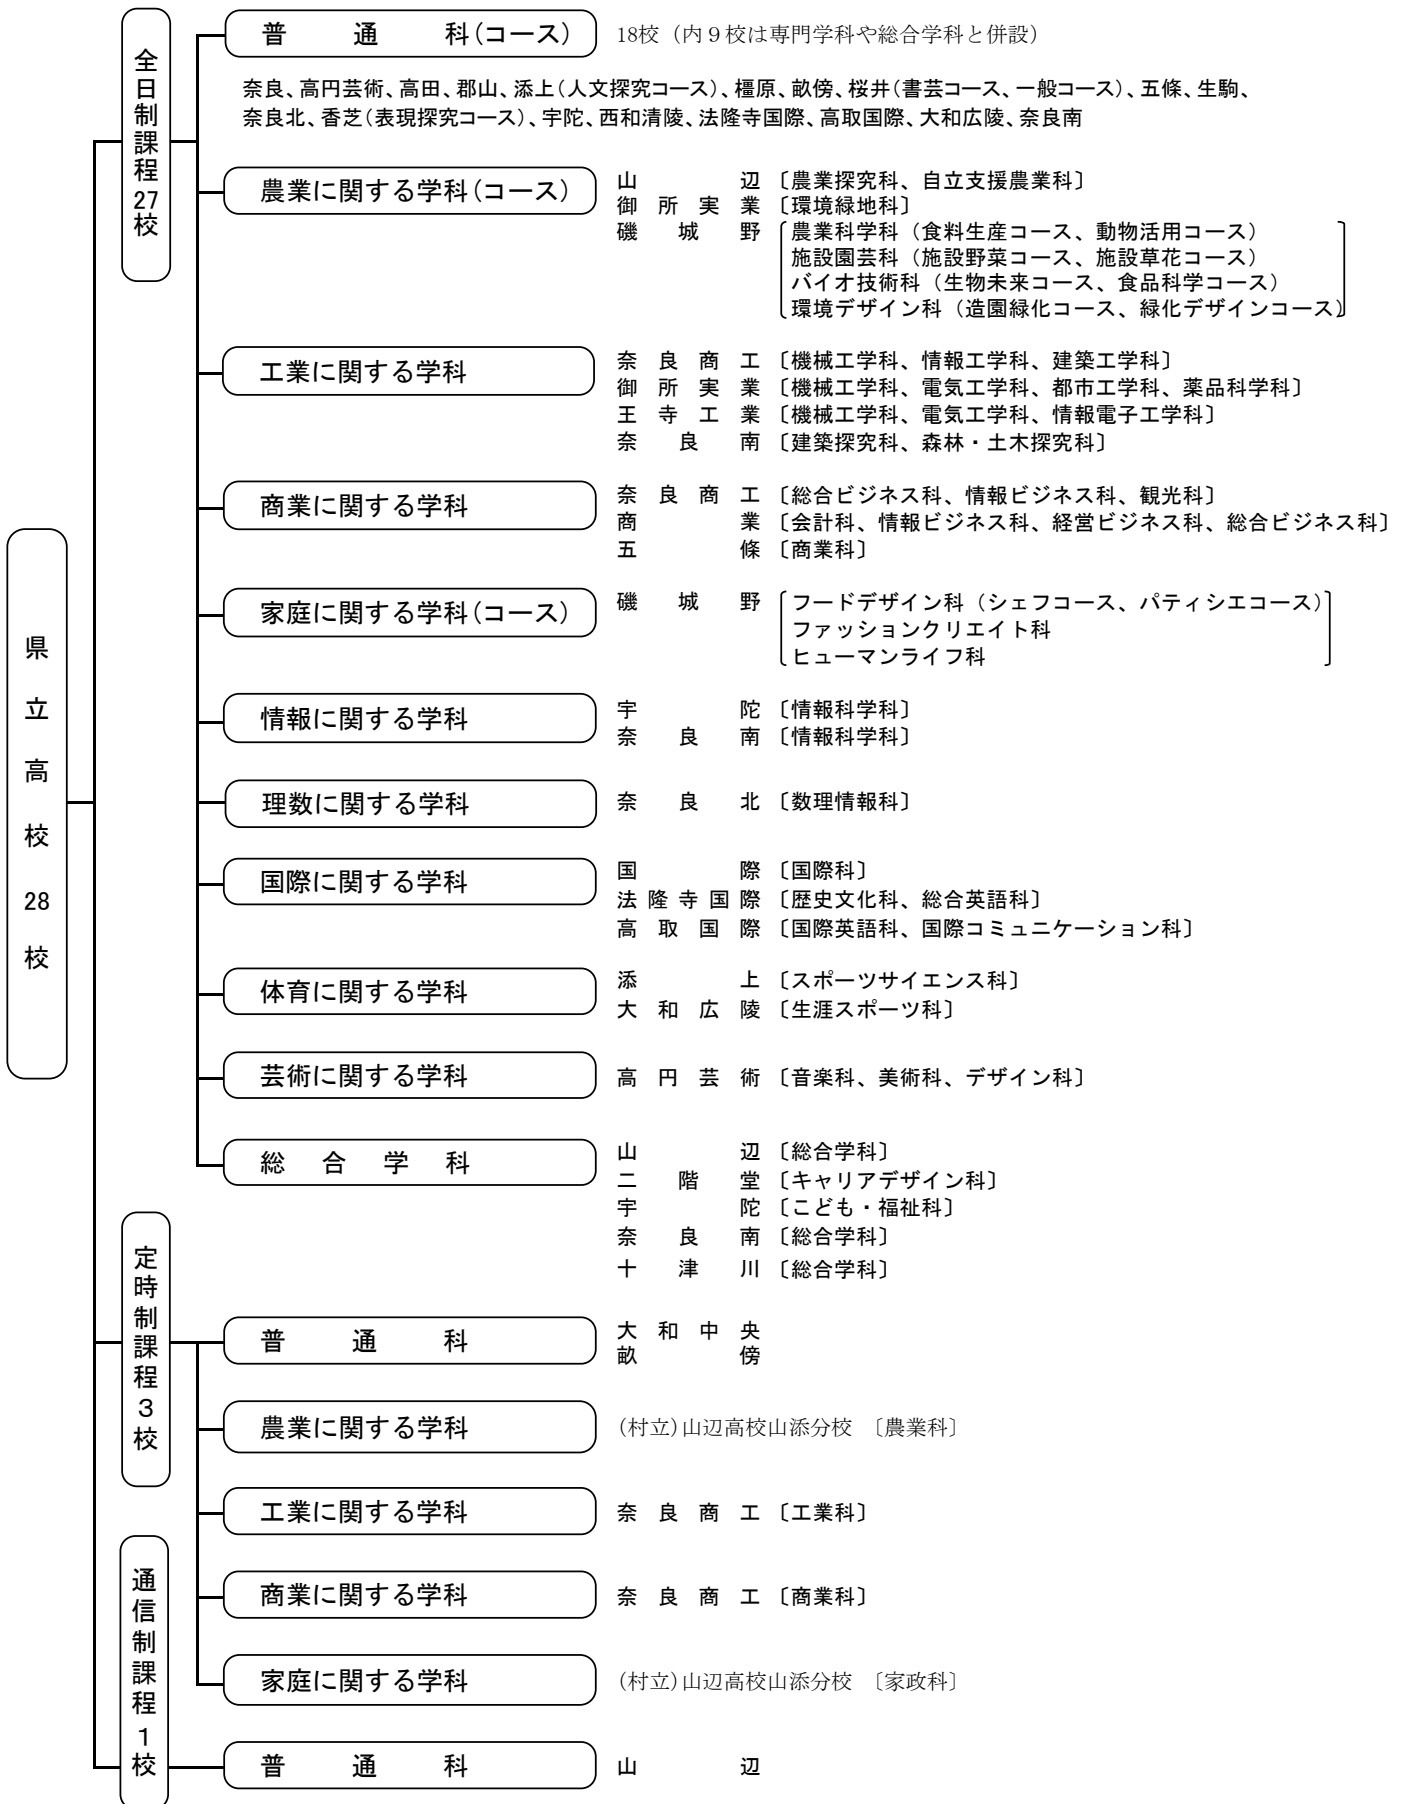 県立高校28校
全日制課程27校
普通科(コース)　18校（内９校は専門学科や総合学科と併設）
奈良、高円芸術、高田、郡山、添上(人文探究コース)、橿原、畝傍、桜井(書芸コース、一般コース)、五條、生駒、
奈良北、香芝(表現探究コース)、宇陀、西和清陵、法隆寺国際、高取国際、大和広陵、奈良南
農業に関する学科(コース)　山辺〔農業探究科、自立支援農業科〕
御所実業〔環境緑地科〕
磯城野〔農業科学科（食料生産コース、動物活用コース）
施設園芸科（施設野菜コース、施設草花コース）
バイオ技術科（生物未来コース、食品科学コース）
環境デザイン科（造園緑化コース、緑化デザインコース）〕
工業に関する学科　奈良商工〔機械工学科、情報工学科、建築工学科〕
御所実業〔機械工学科、電気工学科、都市工学科、薬品科学科〕
王寺工業〔機械工学科、電気工学科、情報電子工学科〕
奈良南〔建築探究科、森林・土木探究科〕
商業に関する学科　奈良商工〔総合ビジネス科、情報ビジネス科、観光科〕
商業〔会計科、情報ビジネス科、経営ビジネス科、総合ビジネス科〕
五條〔商業科〕
家庭に関する学科(コース)　磯城野〔フードデザイン科（シェフコース、パティシエコース）
ファッションクリエイト科
ヒューマンライフ科〕
情報に関する学科　宇陀〔情報科学科〕
奈良南〔情報科学科〕
理数に関する学科　奈良北〔数理情報科〕
国際に関する学科　国際〔国際科〕
法隆寺国際〔歴史文化科、総合英語科〕
高取国際〔国際英語科、国際コミュニケーション科〕
体育に関する学科　添上〔スポーツサイエンス科〕
大和広陵〔生涯スポーツ科〕
芸術に関する学科　高円芸術〔音楽科、美術科、デザイン科〕
総合学科　山辺〔総合学科〕
二階堂〔キャリアデザイン科〕
宇陀〔こども・福祉科〕
奈良南〔総合学科〕
十津川〔総合学科〕
定時制課程３校
普通科　大和中央
畝傍
農業に関する学科　(村立)山辺高校山添分校　〔農業科〕
工業に関する学科　奈良商工〔工業科〕
商業に関する学科　奈良商工〔商業科〕
家庭に関する学科　(村立)山辺高校山添分校　〔家政科〕
通信制課程１校
普通科　山辺